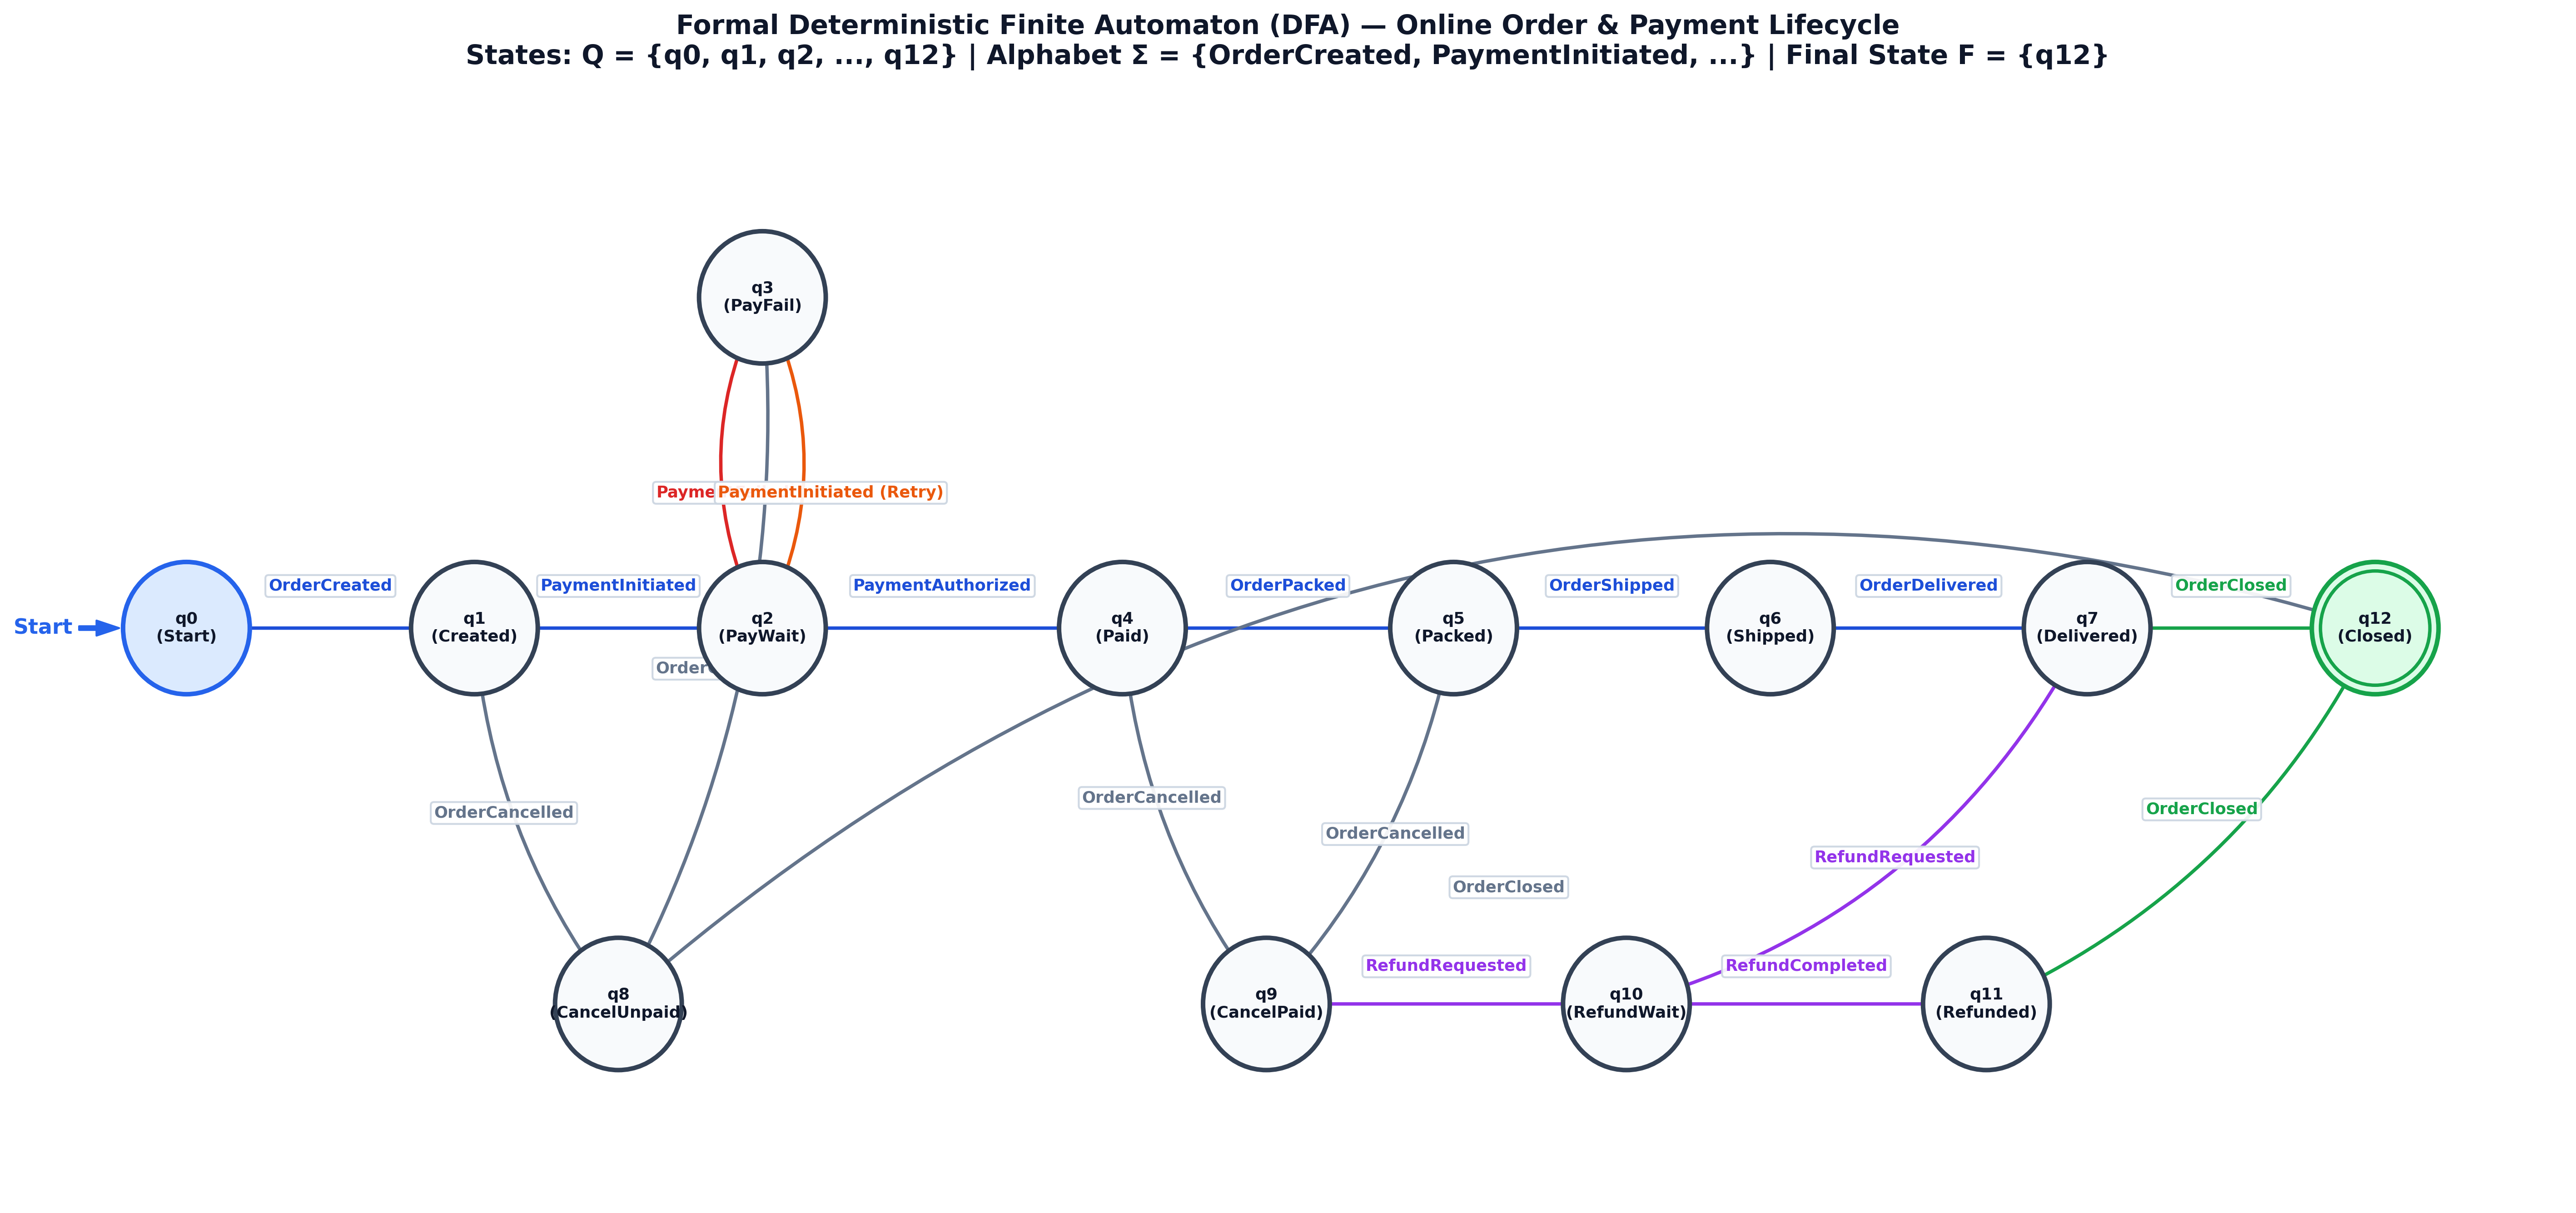 Formal Deterministic Finite Automaton (DFA) — Online Order & Payment Lifecycle
States: Q = {q0, q1, q2, ..., q12} | Alphabet Σ = {OrderCreated, PaymentInitiated, ...} | Final State F = {q12}
q3
(PayFail)
Payme
PaymentInitiated (Retry)
OrderCreated
PaymentInitiated
PaymentAuthorized
OrderPacked
OrderShipped
OrderDelivered
OrderClosed
Start
q0
(Start)
q1
(Created)
q2
(PayWait)
q4
(Paid)
q5
(Packed)
q6
(Shipped)
q7
(Delivered)
q12
(Closed)
Order
OrderCancelled
OrderCancelled
OrderCancelled
OrderClosed
RefundRequested
OrderClosed
RefundRequested
RefundCompleted
q8
(CancelUnpaid)
q9
(CancelPaid)
q10
(RefundWait)
q11
(Refunded)